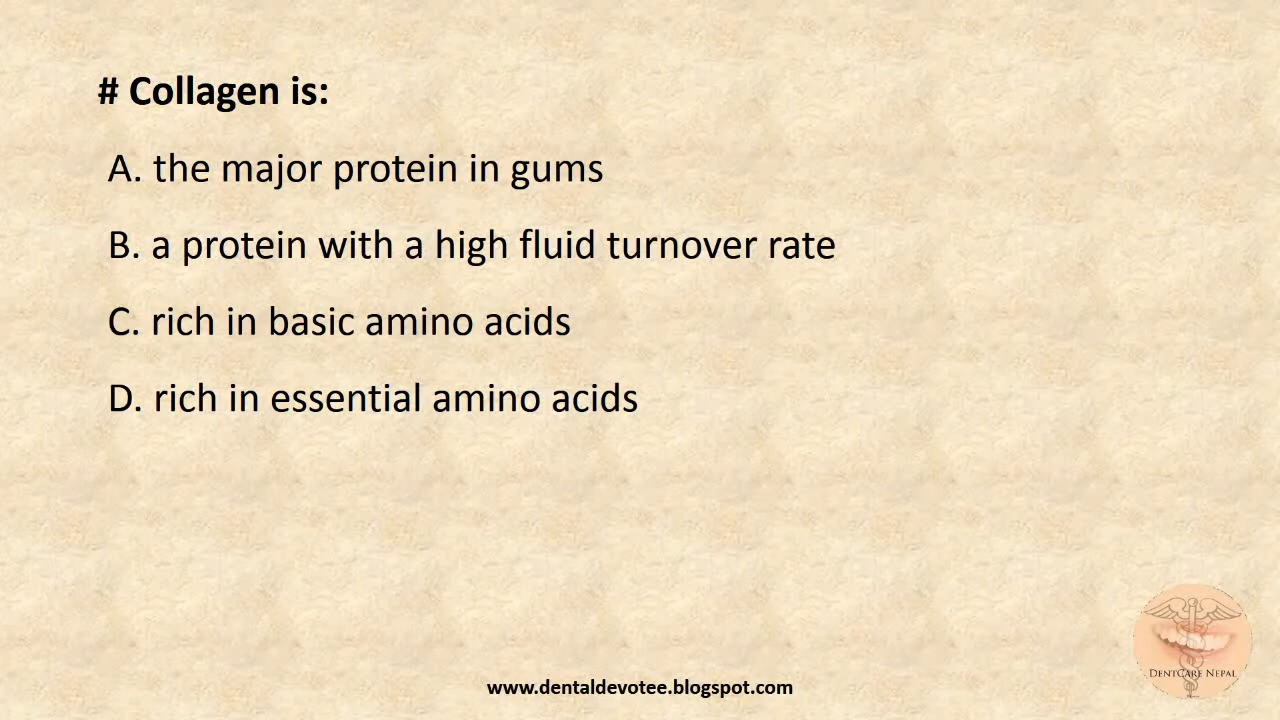 # Collagen is:
A. the major protein in gums
B. a protein with a high fluid turnover rate
C. rich in basic amino acids
D. rich in essential amino acids
DentCare Nepal
www.dentaldevotee.blogspot.com